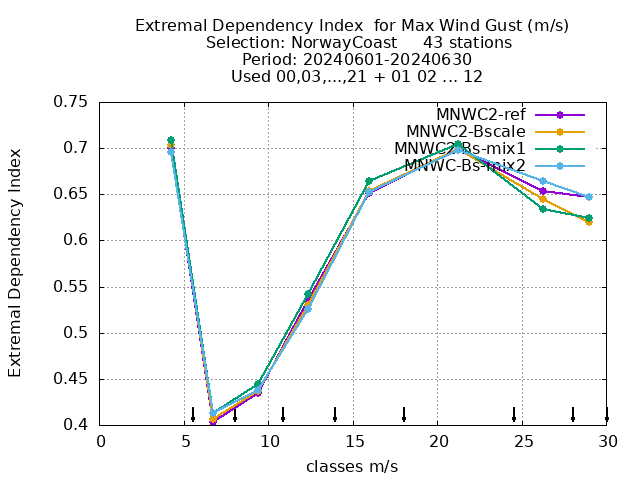 Extremal Dependency Index  for Max Wind Gust (m/s)
Selection: NorwayCoast     43 stations
Period: 20240601-20240630
Used 00,03,...,21 + 01 02 ... 12
Extremal Dependency Index
0.75
0.7
0.65
0.6
0.55
0.5
0.45
0.4
MNWC2-ref
MNWC2-Bscale
MNWC2-Bs-mix1
MNWC-Bs-mix2
0 5 10 15 20 25 30
classes m/s